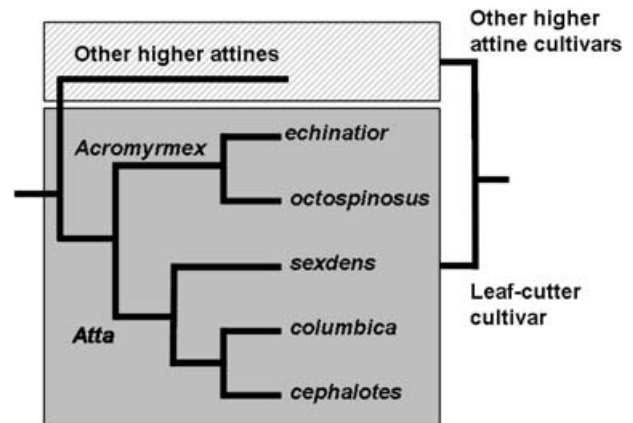 Other higher
attine cultivars
Other higher attines
Acromyrmex
echinatior
octospinosus
sexdens
Leaf-cutter
cultivar
Atta
columbica
cephalotes